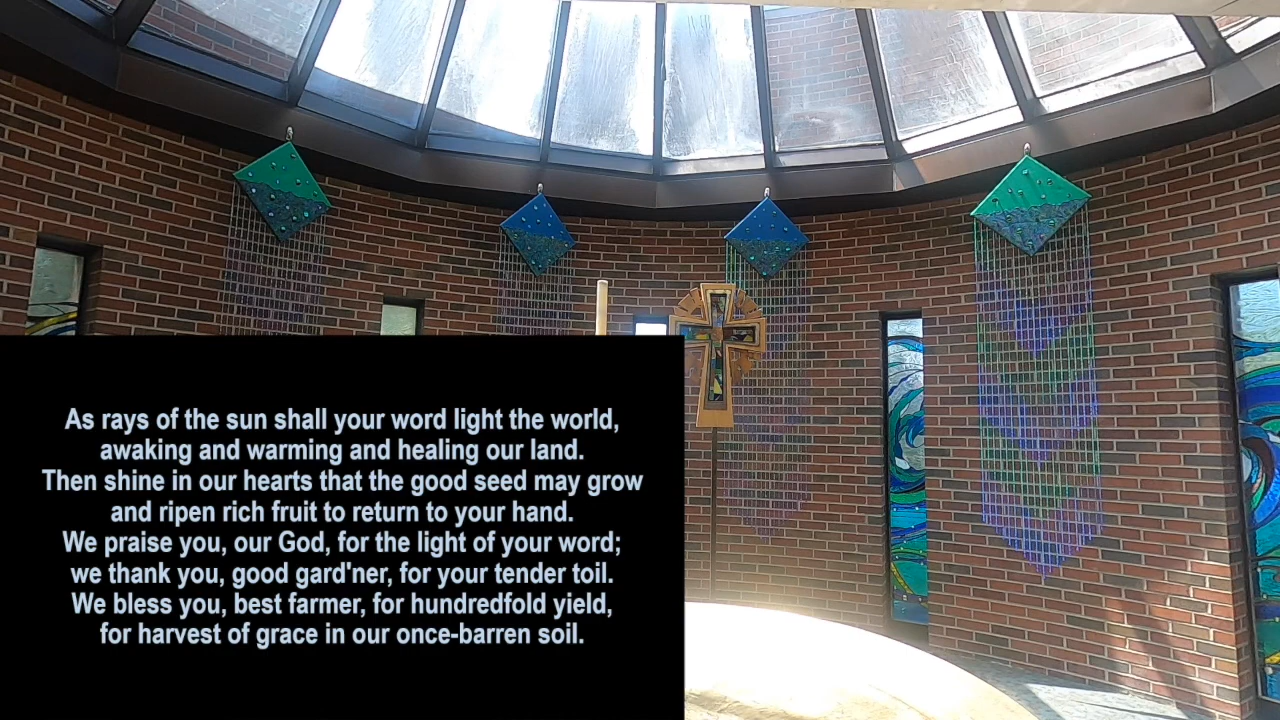 As rays of the sun shall your word light the world,
awaking and warming and healing our land.
Then shine in our hearts that the good seed may grow
and ripen rich fruit to return to your hand.
We praise you, our God, for the light of your word;
we thank you, good gard'ner, for your tender toil.
We bless you, best farmer, for hundredfold yield,
for harvest of grace in our once-barren soil.